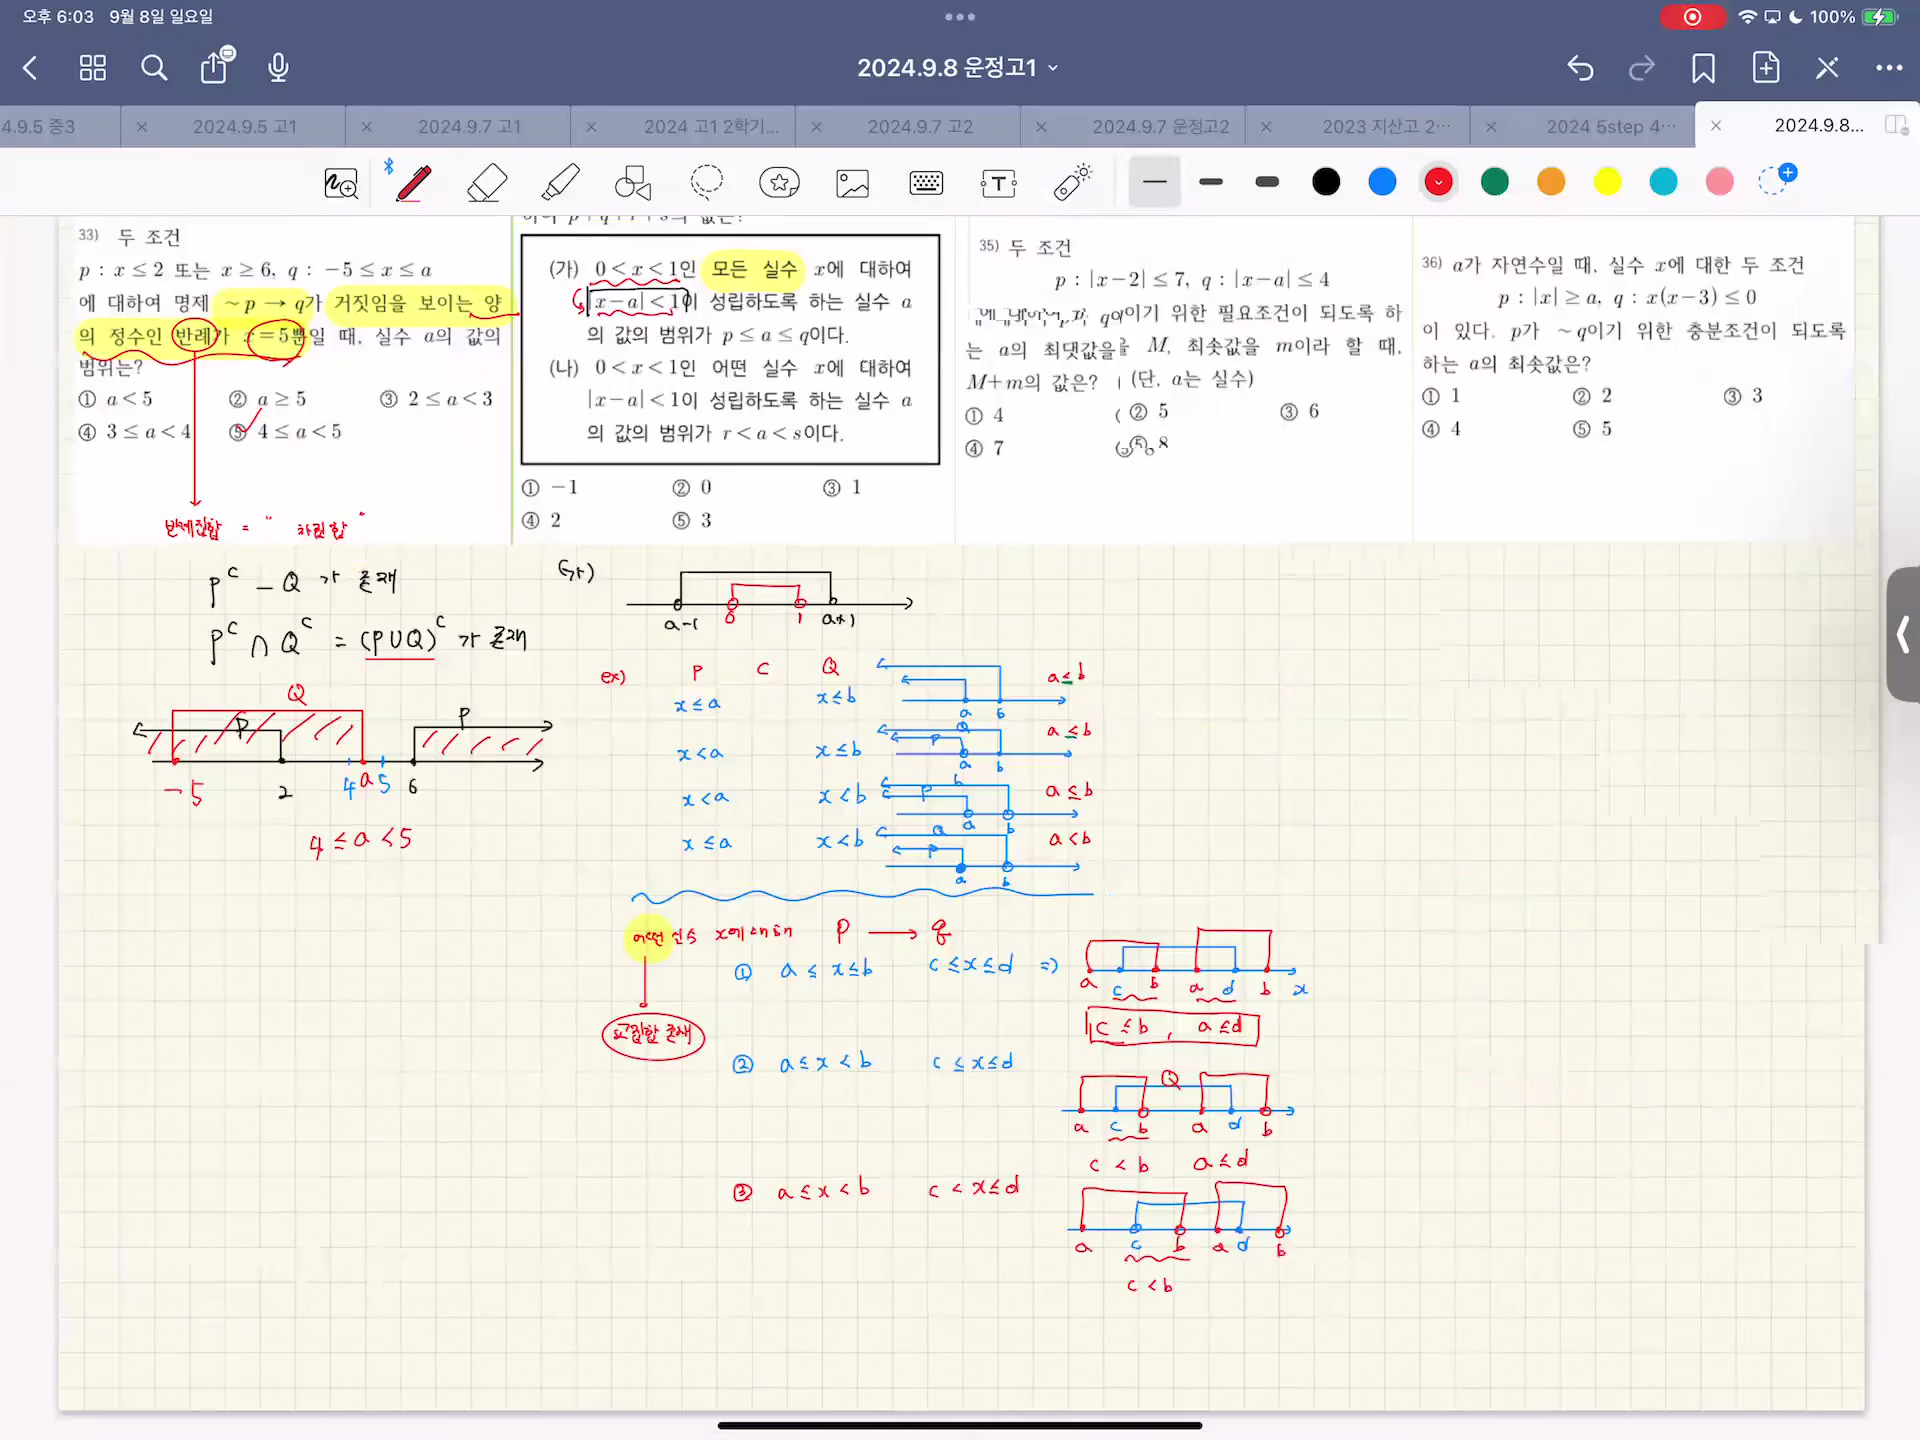 오후 6:03 9월 8일 일요일
100%
2024.9.8 운정고1
4.9.5 중3
2024.9.5 고1
2024.9.7 고1
2024 고1 2학기...
2024.9.7 고2
2024.9.7 운정고2
2023 지산고 2...
2024 5step 4...
2024.9.8...
33) 두 조건
p : x ≤ 2 또는 x ≥ 6, q : −5 ≤ x ≤ a
에 대하여 명제 ~p → q가 거짓임을 보이는 양
의 정수인 반례가 x = 5뿐일 때, 실수 a의 값의
범위는?
① a < 5 ② a ≥ 5 ③ 2 ≤ a < 3
④ 3 ≤ a < 4 ⑤ 4 ≤ a < 5
반례집합 = " 차집합 "
P^C − Q 가 존재
P^C ∩ Q^C = (P∪Q)^C 가 존재
Q
P P
−5 2 4 a 5 6
4 ≤ a < 5
(가) 0 < x < 1인 모든 실수 x에 대하여
|x − a| < 1이 성립하도록 하는 실수 a
의 값의 범위가 p ≤ a ≤ q이다.
(나) 0 < x < 1인 어떤 실수 x에 대하여
|x − a| < 1이 성립하도록 하는 실수 a
의 값의 범위가 r < a < s이다.
① −1 ② 0 ③ 1
④ 2 ⑤ 3
(가)
a−1 0 1 a+1
ex) P ⊂ Q
x ≤ a x ≤ b a b a ≤ b
x < a x ≤ b Q P a b a ≤ b
x < a x < b P a b a ≤ b
x ≤ a x < b Q P a b a < b
어떤 실수 x에 대해 P → q
① a ≤ x ≤ b c ≤ x ≤ d ⇒
a c b a d b x
교집합 존재
c ≤ b , a ≤ d
② a ≤ x < b c ≤ x ≤ d
Q
a c b a d b
c < b a ≤ d
③ a ≤ x < b c < x ≤ d
a c b a d b
c < b
35) 두 조건
p : |x − 2| ≤ 7, q : |x − a| ≤ 4
q이기 위한 필요조건이 되도록 하
는 a의 최댓값을 M, 최솟값을 m이라 할 때,
M + m의 값은? (단, a는 실수)
① 4 ② 5 ③ 6
④ 7 ⑤ 8
36) a가 자연수일 때, 실수 x에 대한 두 조건
p : |x| ≥ a, q : x(x − 3) ≤ 0
이 있다. p가 ~q이기 위한 충분조건이 되도록
하는 a의 최솟값은?
① 1 ② 2 ③ 3
④ 4 ⑤ 5